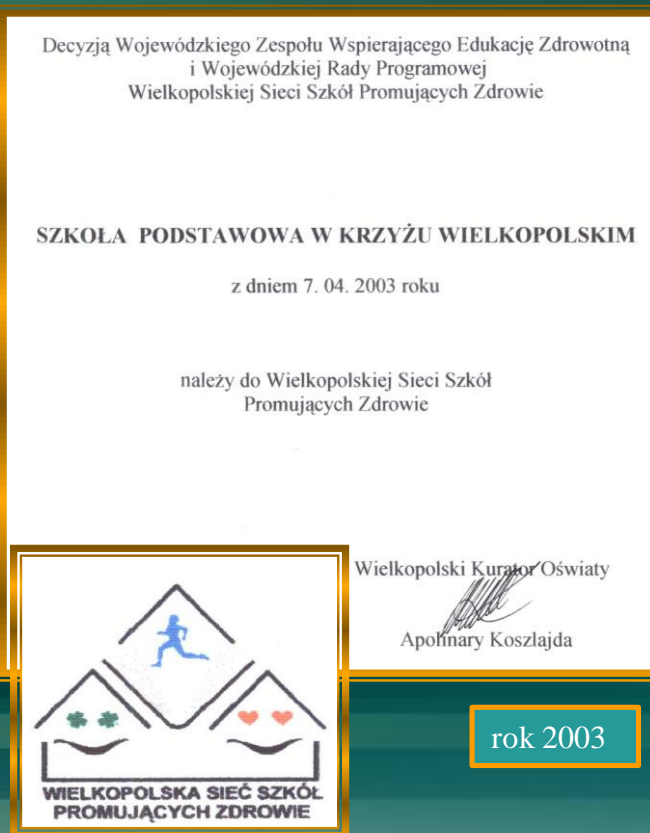 Decyzją Wojewódzkiego Zespołu Wspierającego Edukację Zdrowotną
i Wojewódzkiej Rady Programowej
Wielkopolskiej Sieci Szkół Promujących Zdrowie
SZKOŁA PODSTAWOWA W KRZYŻU WIELKOPOLSKIM
z dniem 7. 04. 2003 roku
należy do Wielkopolskiej Sieci Szkół
Promujących Zdrowie
Wielkopolski Kurator Oświaty
Apolinary Koszlajda
WIELKOPOLSKA SIEĆ SZKÓŁ
PROMUJĄCYCH ZDROWIE
rok 2003